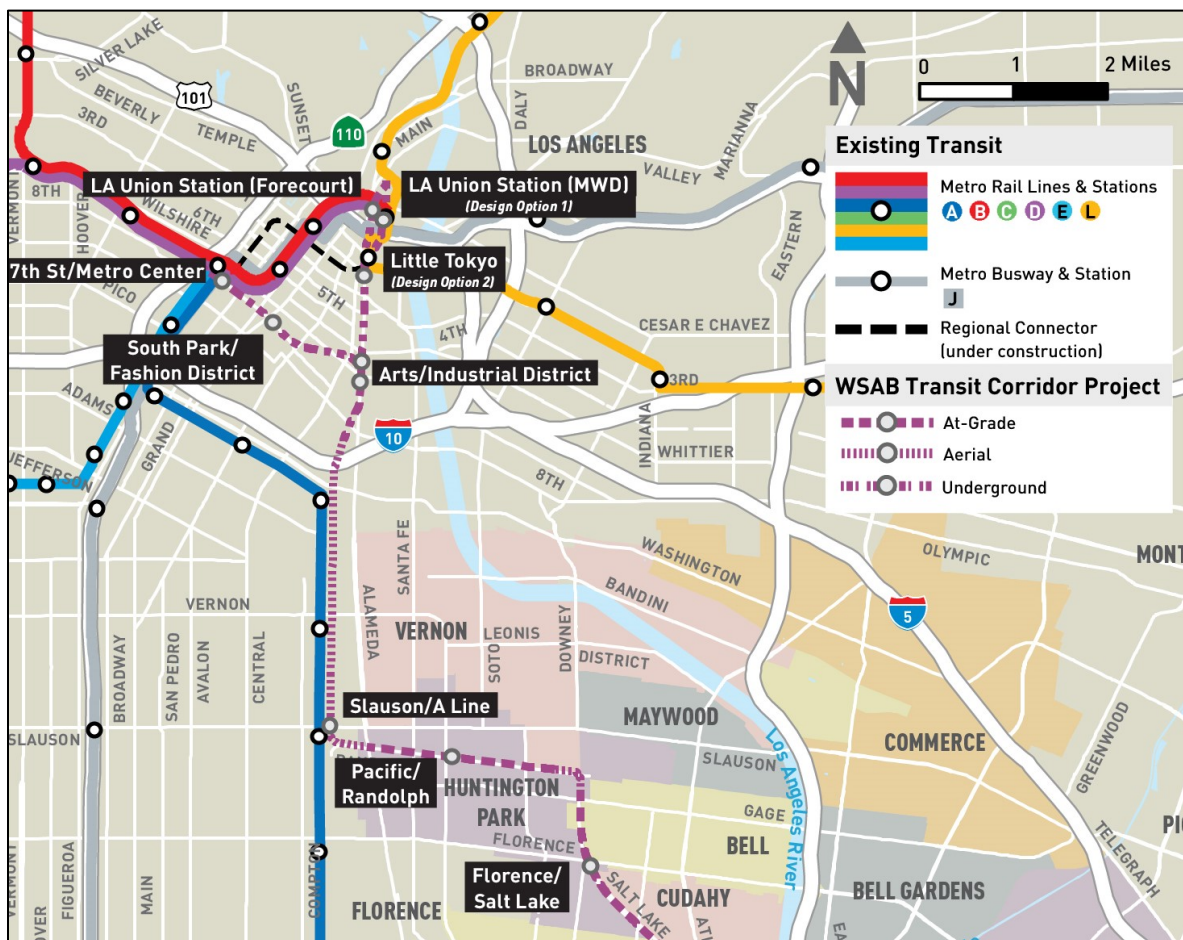 SILVER LAKE
BEVERLY
3RD
101
TEMPLE
SUNSET
110
MAIN
BROADWAY
DALY
LOS ANGELES
VALLEY
MARIANNA
N
0 1 2 Miles
Existing Transit
Metro Rail Lines & Stations
A B C D E L
Metro Busway & Station
J
Regional Connector
(under construction)
WSAB Transit Corridor Project
At-Grade
Aerial
Underground
VERMONT
8TH
HOOVER
WILSHIRE
6TH
LA Union Station (Forecourt)
LA Union Station (MWD)
(Design Option 1)
7th St/Metro Center
Little Tokyo
(Design Option 2)
PICO
5TH
4TH
EASTERN
CESAR E CHAVEZ
South Park/
Fashion District
Arts/Industrial District
3RD
ADAMS
GRAND
10
INDIANA
WHITTIER
JEFFERSON
8TH
SANTA FE
WASHINGTON
OLYMPIC
MONT
BANDINI
5
VERNON
ALAMEDA
VERNON
LEONIS
SOTO
DOWNEY
DISTRICT
BROADWAY
SAN PEDRO
AVALON
CENTRAL
Slauson/A Line
MAYWOOD
COMMERCE
GREENWOOD
SLAUSON
SLAUSON
Los Angeles River
Pacific/
Randolph
HUNTINGTON
PARK
GAGE
BELL
TELEGRAPH
PI
FLORENCE
Florence/
Salt Lake
SALT LAKE
CUDAHY
BELL GARDENS
VERMONT
FIGUEROA
MAIN
COMPTON
FLORENCE
OVER
AT
EA